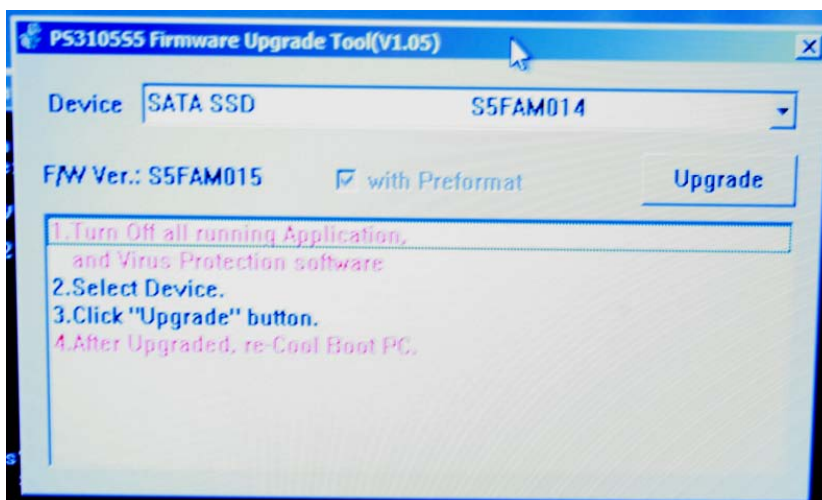 PS3105S5 Firmware Upgrade Tool(V1.05)
Device SATA SSD S5FAM014
F/W Ver.: S5FAM015 with Preformat Upgrade
1.Turn Off all running Application,
and Virus Protection software
2.Select Device.
3.Click "Upgrade" button.
4.After Upgraded, re-Cool Boot PC.